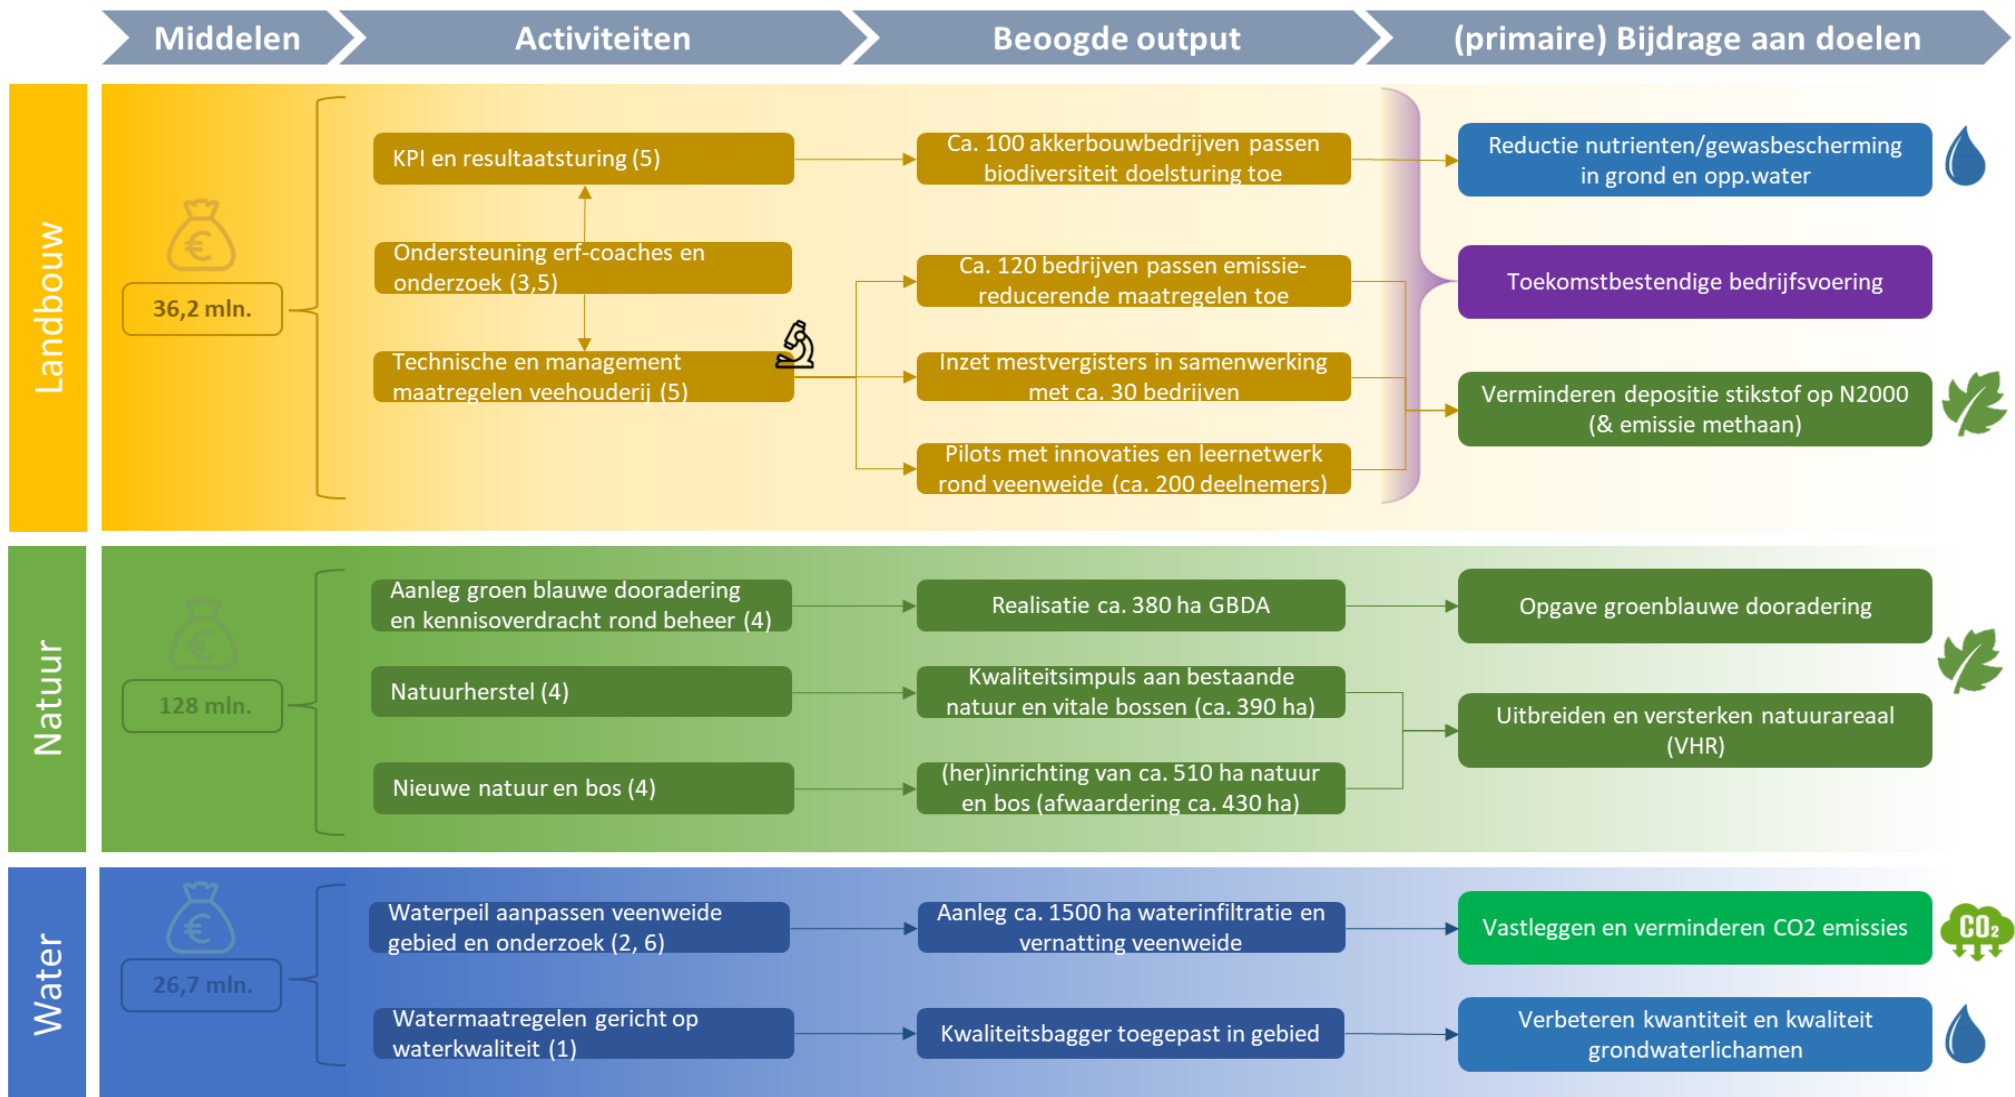 Middelen
Activiteiten
Beoogde output
(primaire) Bijdrage aan doelen
Landbouw
€
36,2 mln.
KPI en resultaatsturing (5)
Ondersteuning erf-coaches en
onderzoek (3,5)
Technische en management
maatregelen veehouderij (5)
Ca. 100 akkerbouwbedrijven passen
biodiversiteit doelsturing toe
Ca. 120 bedrijven passen emissie-
reducerende maatregelen toe
Inzet mestvergisters in samenwerking
met ca. 30 bedrijven
Pilots met innovaties en leernetwerk
rond veenweide (ca. 200 deelnemers)
Reductie nutrienten/gewasbescherming
in grond en opp.water
Toekomstbestendige bedrijfsvoering
Verminderen depositie stikstof op N2000
(& emissie methaan)
Natuur
€
128 mln.
Aanleg groen blauwe dooradering
en kennisoverdracht rond beheer (4)
Natuurherstel (4)
Nieuwe natuur en bos (4)
Realisatie ca. 380 ha GBDA
Kwaliteitsimpuls aan bestaande
natuur en vitale bossen (ca. 390 ha)
(her)inrichting van ca. 510 ha natuur
en bos (afwaardering ca. 430 ha)
Opgave groenblauwe dooradering
Uitbreiden en versterken natuurareaal
(VHR)
Water
€
26,7 mln.
Waterpeil aanpassen veenweide
gebied en onderzoek (2, 6)
Watermaatregelen gericht op
waterkwaliteit (1)
Aanleg ca. 1500 ha waterinfiltratie en
vernatting veenweide
Kwaliteitsbagger toegepast in gebied
Vastleggen en verminderen CO2 emissies
CO2
Verbeteren kwantiteit en kwaliteit
grondwaterlichamen